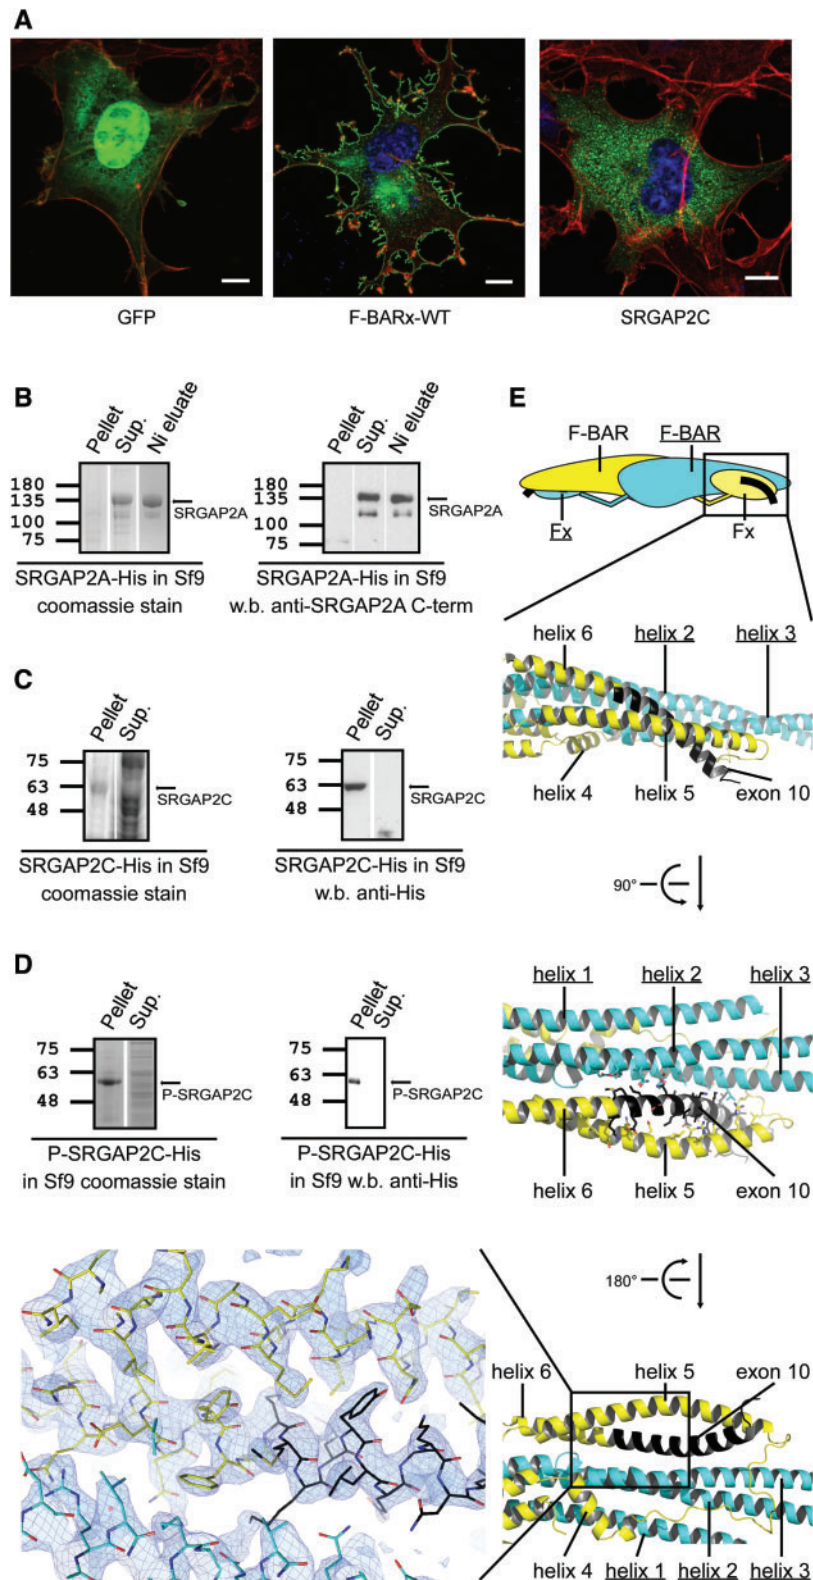 A
GFP
F-BARx-WT
SRGAP2C
B
Pellet
Sup.
Ni eluate
180
135
100
75
SRGAP2A
SRGAP2A-His in Sf9
coomassie stain
Pellet
Sup.
Ni eluate
180
135
100
75
SRGAP2A
SRGAP2A-His in Sf9
w.b. anti-SRGAP2A C-term
C
Pellet
Sup.
75
63
48
SRGAP2C
SRGAP2C-His in Sf9
coomassie stain
Pellet
Sup.
75
63
48
SRGAP2C
SRGAP2C-His in Sf9
w.b. anti-His
D
Pellet
Sup.
75
63
48
P-SRGAP2C
P-SRGAP2C-His
in Sf9 coomassie stain
Pellet
Sup.
75
63
48
P-SRGAP2C
P-SRGAP2C-His
in Sf9 w.b. anti-His
E
F-BAR
F-BAR
Fx
Fx
helix 6
helix 2
helix 3
helix 4
helix 5
exon 10
90°
helix 1
helix 2
helix 3
helix 6
helix 5
exon 10
180°
helix 6
helix 5
exon 10
helix 4
helix 1
helix 2
helix 3